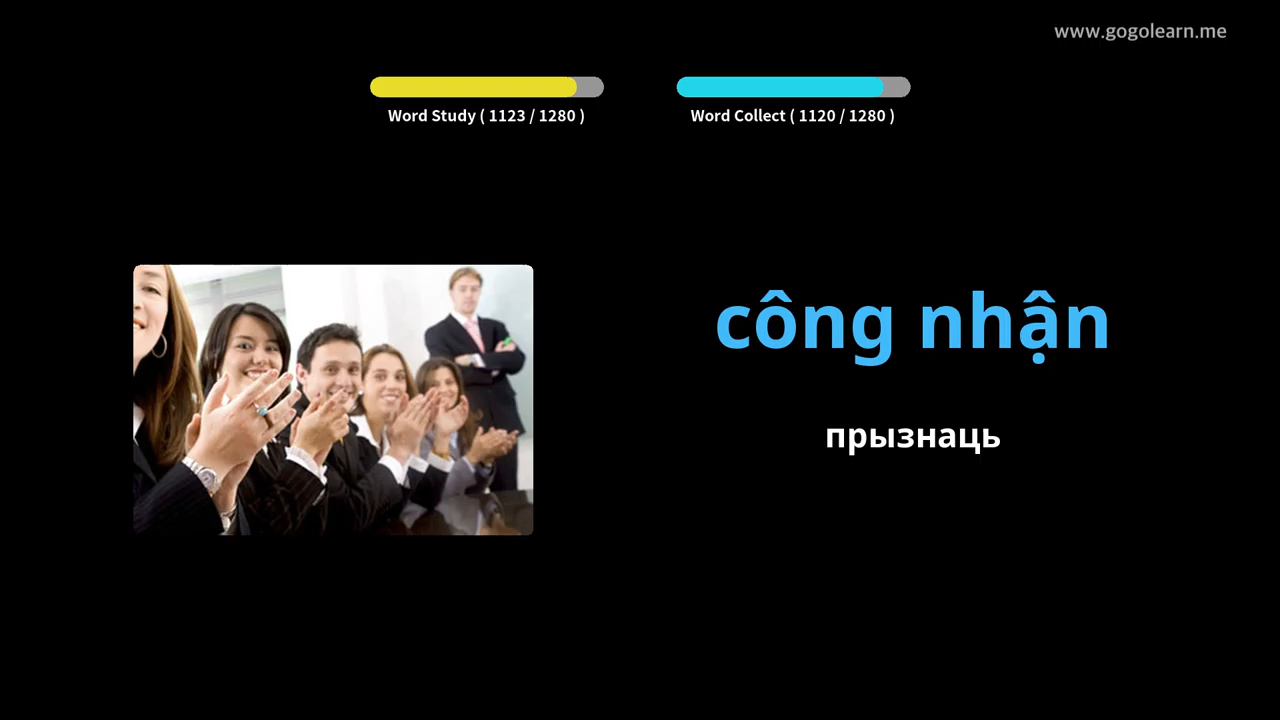 www.gogolearn.me
Word Study ( 1123 / 1280 )
Word Collect ( 1120 / 1280 )
công nhận
прызнаць